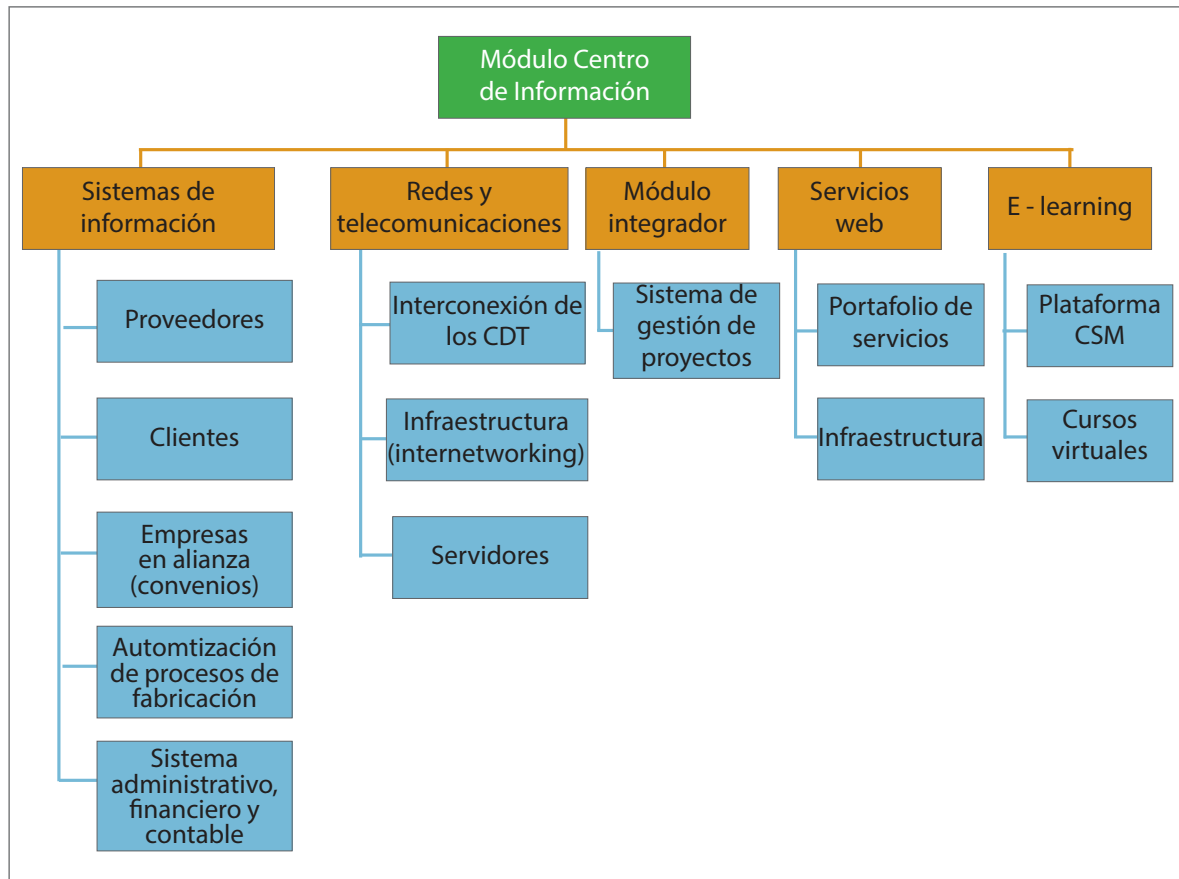 Módulo Centro
de Información
Sistemas de
información
Redes y
telecomunicaciones
Módulo
integrador
Servicios
web
E - learning
Proveedores
Clientes
Empresas
en alianza
(convenios)
Automtización
de procesos de
fabricación
Sistema
administrativo,
financiero y
contable
Interconexión de
los CDT
Infraestructura
(internetworking)
Servidores
Sistema de
gestión de
proyectos
Portafolio de
servicios
Infraestructura
Plataforma
CSM
Cursos
virtuales